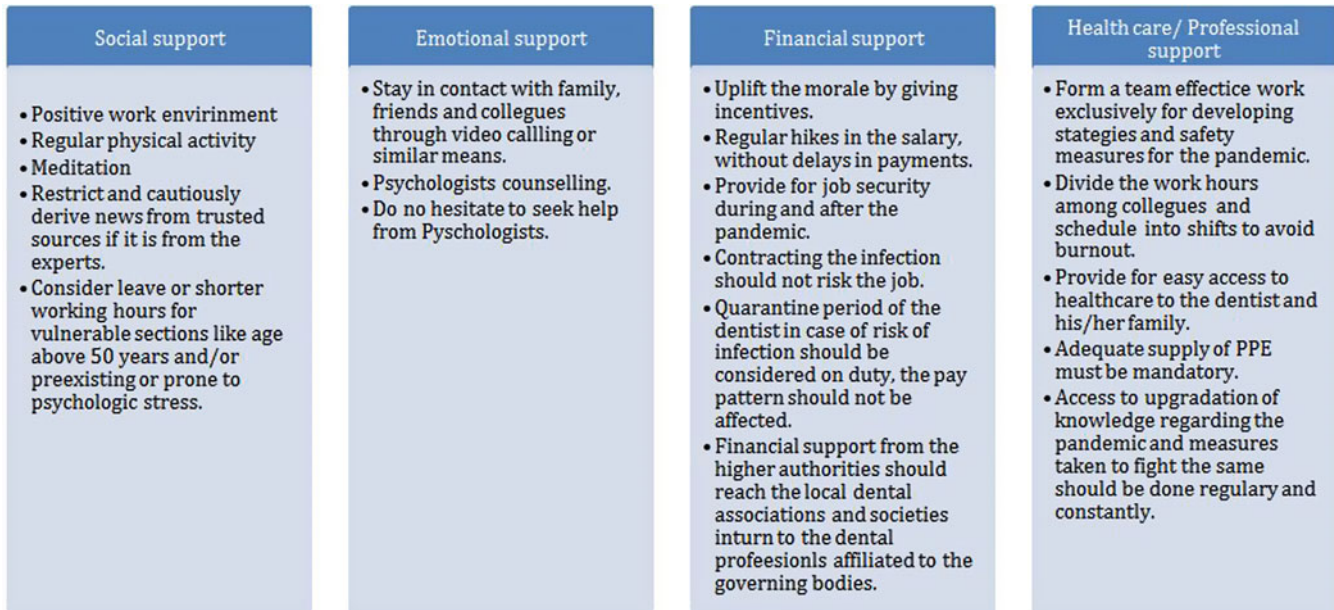 Social support
• Positive work envirinment
• Regular physical activity
• Meditation
• Restrict and cautiously
derive news from trusted
sources if it is from the
experts.
• Consider leave or shorter
working hours for
vulnerable sections like age
above 50 years and/or
preexisting or prone to
psychologic stress.
Emotional support
• Stay in contact with family,
friends and collegues
through video callling or
similar means.
• Psychologists counselling.
• Do no hesitate to seek help
from Pyschologists.
Financial support
• Uplift the morale by giving
incentives.
• Regular hikes in the salary,
without delays in payments.
• Provide for job security
during and after the
pandemic.
• Contracting the infection
should not risk the job.
• Quarantine period of the
dentist in case of risk of
infection should be
considered on duty, the pay
pattern should not be
affected.
• Financial support from the
higher authorities should
reach the local dental
associations and societies
inturn to the dental
profeesionls affiliated to the
governing bodies.
Health care/ Professional
support
• Form a team effectice work
exclusively for developing
stategies and safety
measures for the pandemic.
• Divide the work hours
among collegues and
schedule into shifts to avoid
burnout.
• Provide for easy access to
healthcare to the dentist and
his/her family.
• Adequate supply of PPE
must be mandatory.
• Access to upgradation of
knowledge regarding the
pandemic and measures
taken to fight the same
should be done regulary and
constantly.